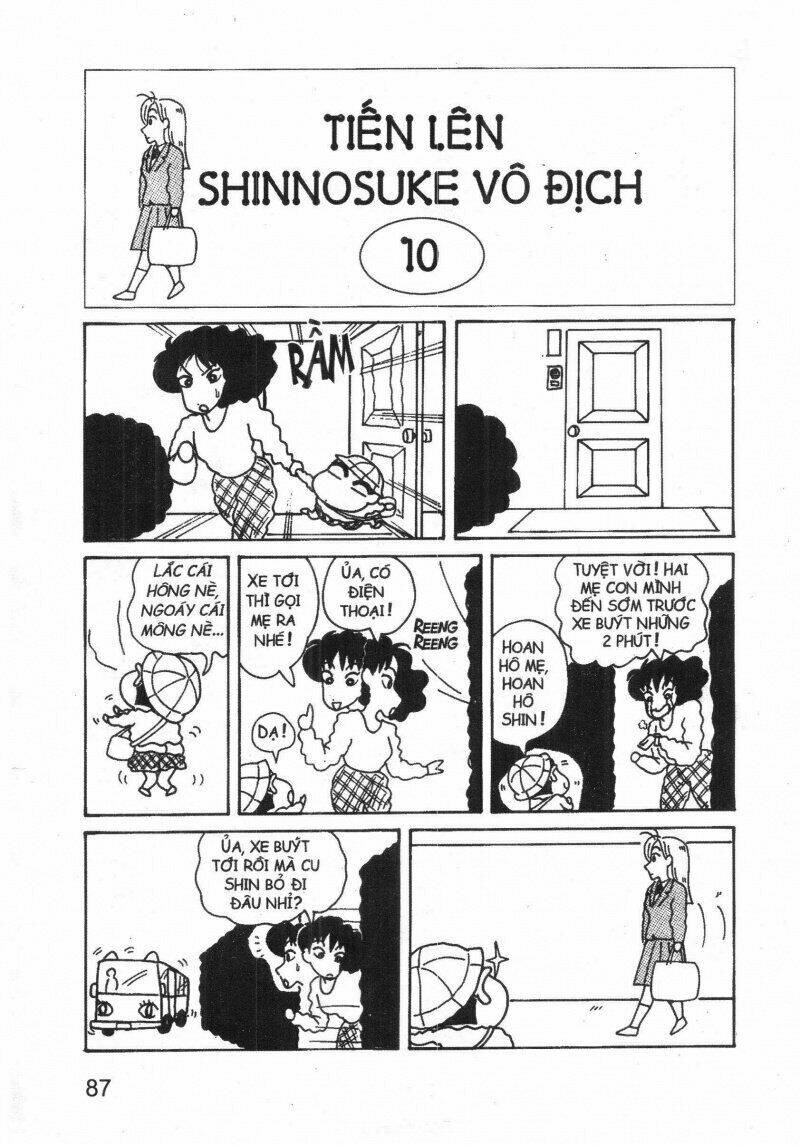 TIẾN LÊN
SHINNOSUKE VÔ ĐỊCH
10
RẦM
TUYỆT VỜI! HAI
MẸ CON MÌNH
ĐẾN SỚM TRƯỚC
XE BUÝT NHỮNG
2 PHÚT!
HOAN
HÔ MẸ,
HOAN
HÔ
SHIN!
REENG
REENG
ỦA, CÓ
ĐIỆN
THOẠI!
XE TỚI
THÌ GỌI
MẸ RA
NHÉ!
DẠ!
LẮC CÁI
HÔNG NÈ,
NGOÁY CÁI
MÔNG NÈ...
ỦA, XE BUÝT
TỚI RỒI MÀ CU
SHIN BỎ ĐI
ĐÂU NHỈ?
87